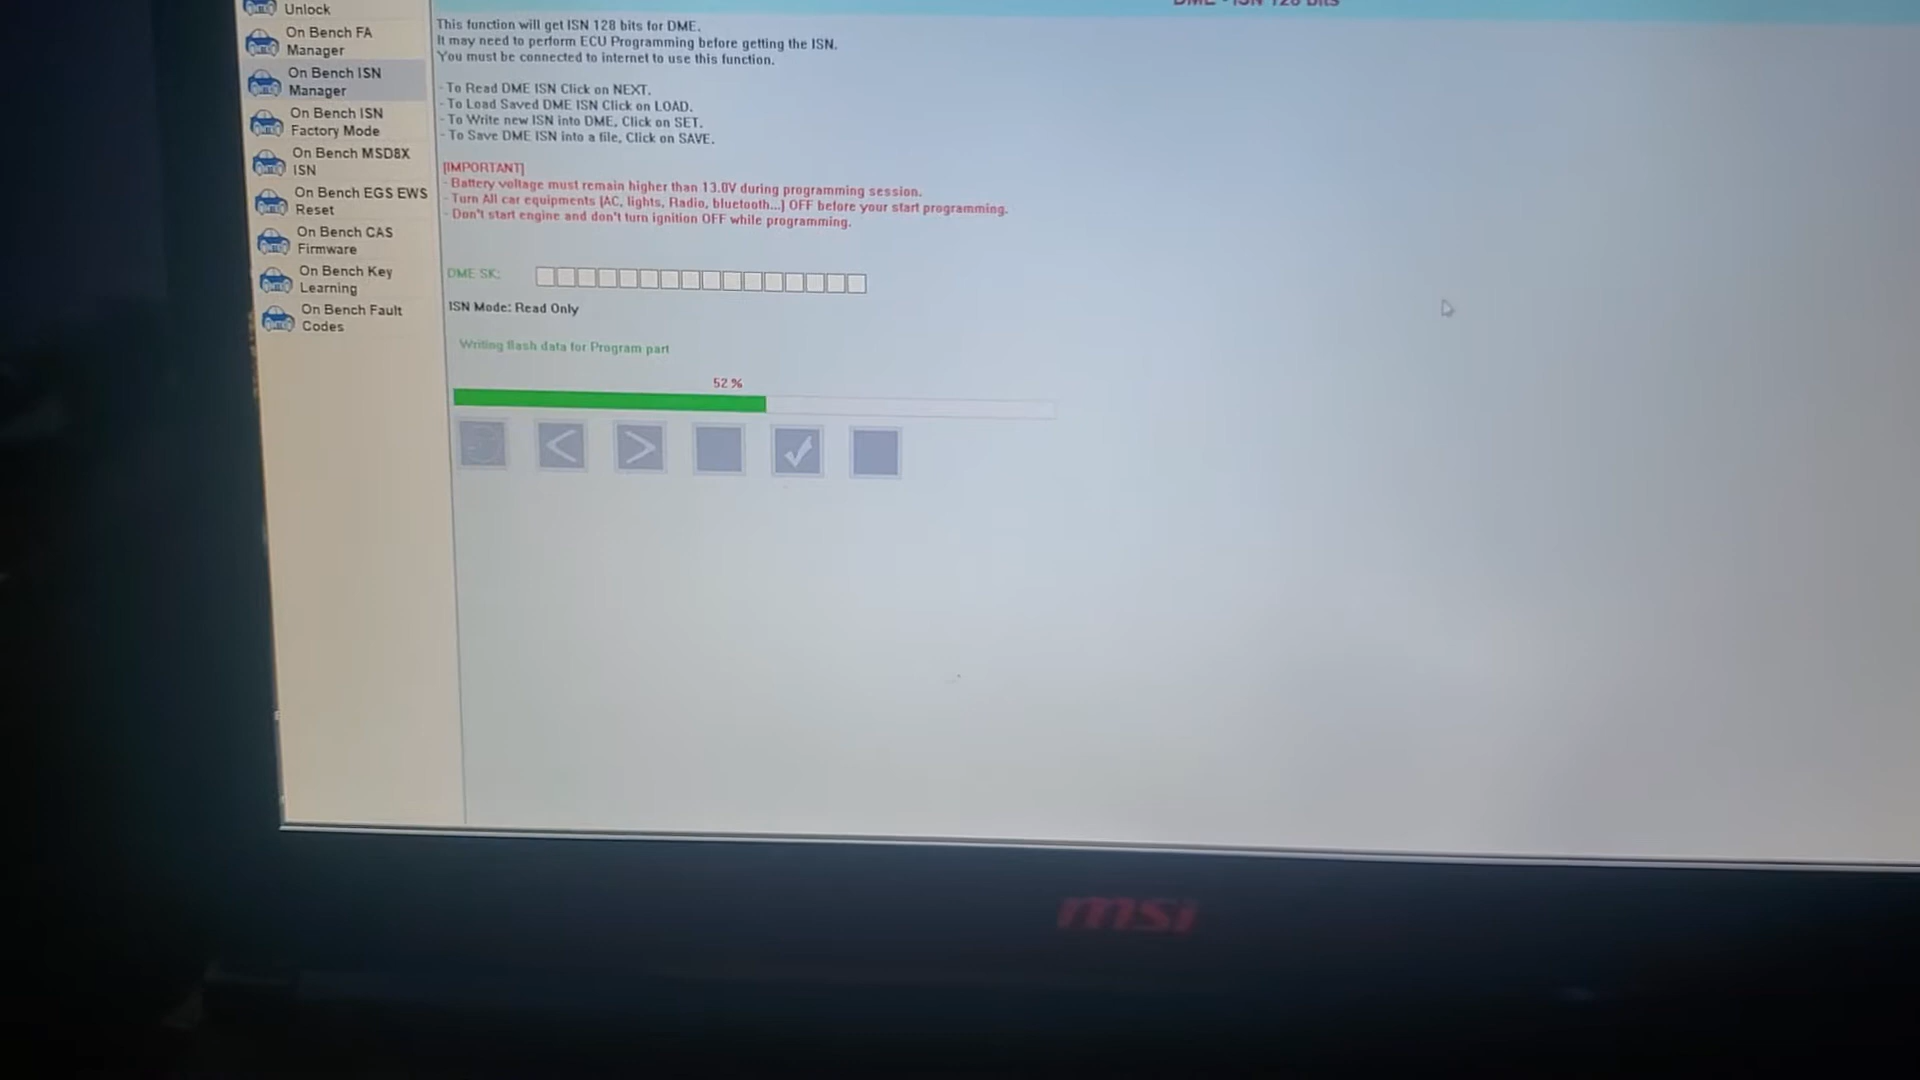 Unlock
On Bench FA
Manager
On Bench ISN
Manager
On Bench ISN
Factory Mode
On Bench MSD8X
ISN
On Bench EGS EWS
Reset
On Bench CAS
Firmware
On Bench Key
Learning
On Bench Fault
Codes
DME - ISN 128 bits
This function will get ISN 128 bits for DME.
It may need to perform ECU Programming before getting the ISN.
You must be connected to internet to use this function.
- To Read DME ISN Click on NEXT.
- To Load Saved DME ISN Click on LOAD.
- To Write new ISN into DME, Click on SET.
- To Save DME ISN into a file, Click on SAVE.
[IMPORTANT]
- Battery voltage must remain higher than 13.0V during programming session.
- Turn All car equipments (AC, lights, Radio, bluetooth...) OFF before your start programming.
- Don't start engine and don't turn ignition OFF while programming.
DME SK:
ISN Mode: Read Only
Writing flash data for Program part
52 %
msi